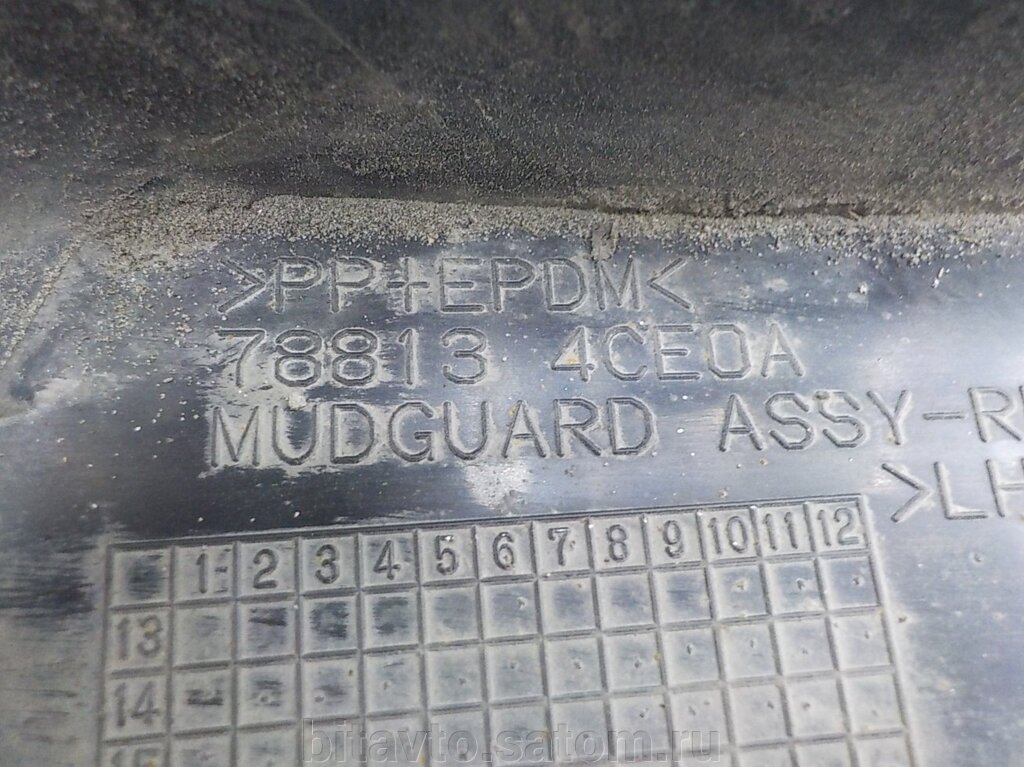 >PP+EPDM<
78813 4CE0A
MUDGUARD ASSY-R
>LH
1 2 3 4 5 6 7 8 9 10 11 12
13
14
bitavto.satom.ru